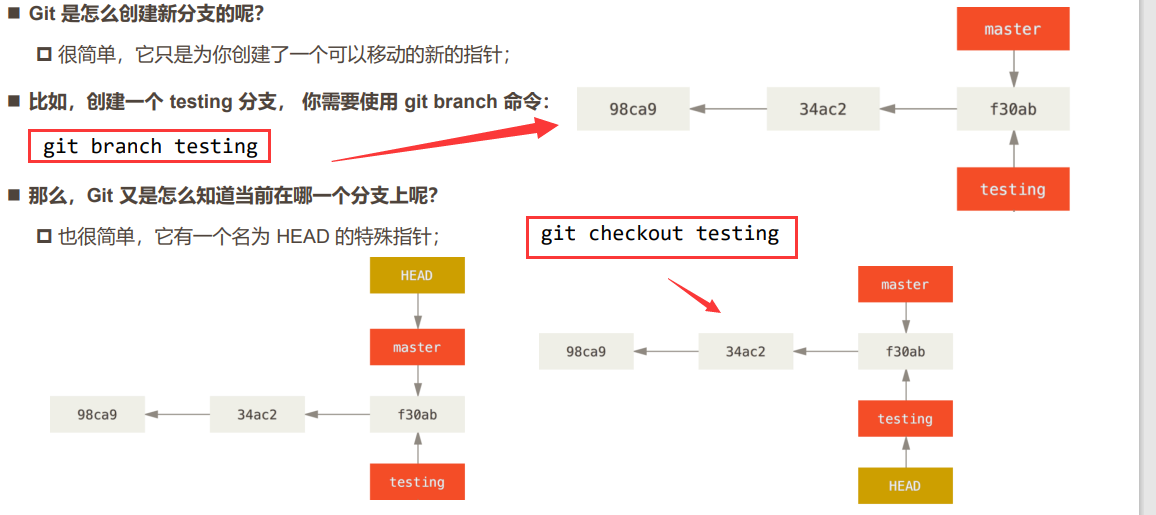 Git 是怎么创建新分支的呢?
很简单，它只是为你创建了一个可以移动的新的指针；
比如，创建一个 testing 分支， 你需要使用 git branch 命令：
git branch testing
master
98ca9
34ac2
f30ab
testing
那么，Git 又是怎么知道当前在哪一个分支上呢?
也很简单，它有一个名为 HEAD 的特殊指针；
git checkout testing
HEAD
master
98ca9
34ac2
f30ab
testing
master
98ca9
34ac2
f30ab
testing
HEAD